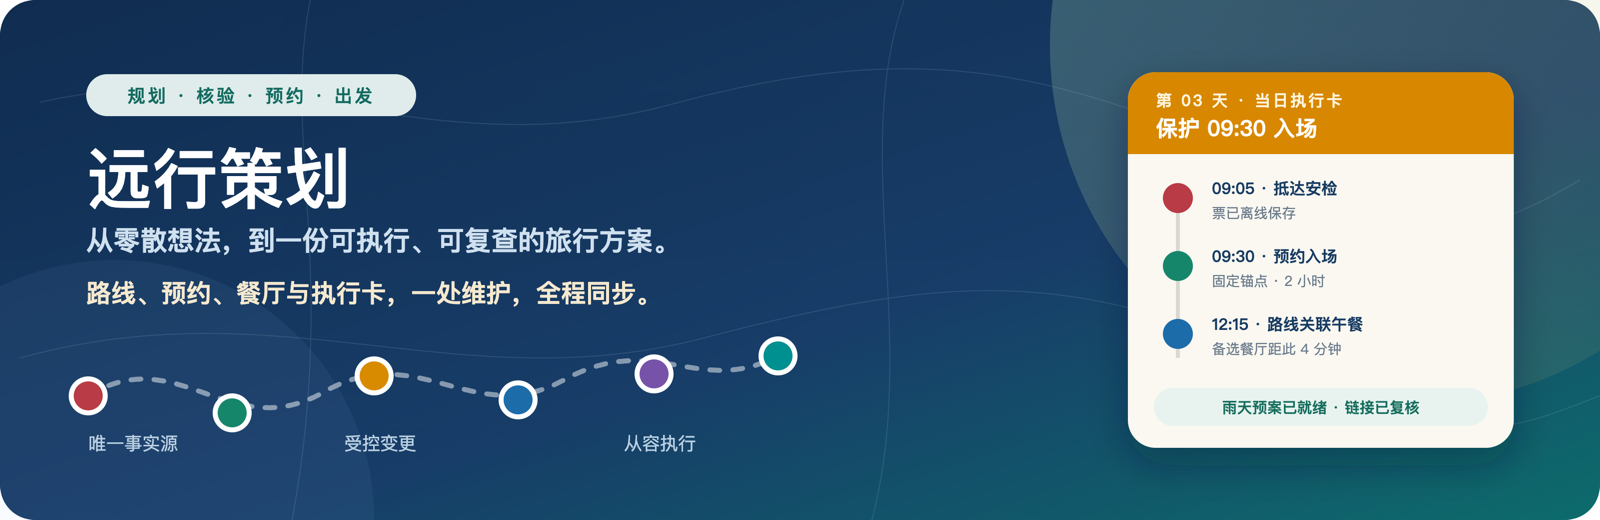 规划 · 核验 · 预约 · 出发
远行策划
从零散想法，到一份可执行、可复查的旅行方案。
路线、预约、餐厅与执行卡，一处维护，全程同步。
唯一事实源
受控变更
从容执行
第 03 天 · 当日执行卡
保护 09:30 入场
09:05 · 抵达安检
票已离线保存
09:30 · 预约入场
固定锚点 · 2 小时
12:15 · 路线关联午餐
备选餐厅距此 4 分钟
雨天预案已就绪 · 链接已复核